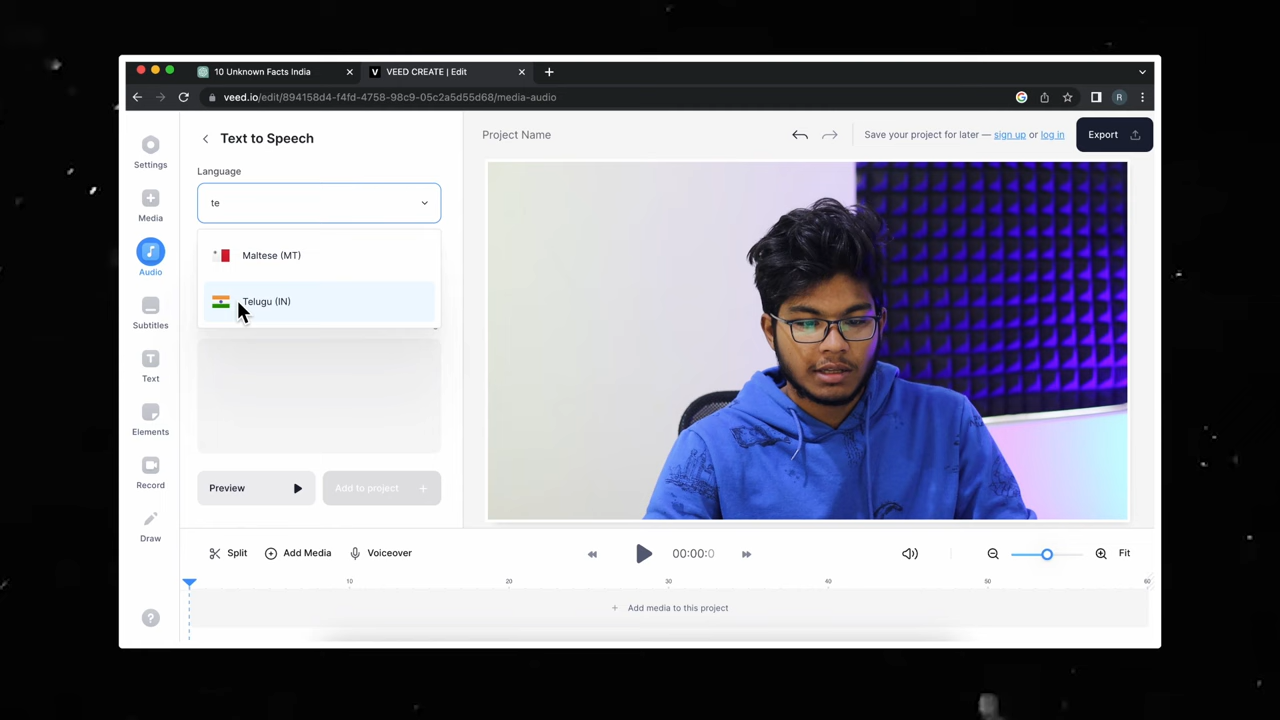 10 Unknown Facts India
VEED CREATE | Edit
veed.io/edit/894158d4-f4fd-4758-98c9-05c2a5d55d68/media-audio
R
Settings
Media
Audio
Subtitles
Text
Elements
Record
Draw
Text to Speech
Language
te
Maltese (MT)
Telugu (IN)
Preview
Add to project +
Project Name
Save your project for later — sign up or log in
Export
Split
Add Media
Voiceover
00:00:0
Fit
10 20 30 40 50 60
+ Add media to this project
?